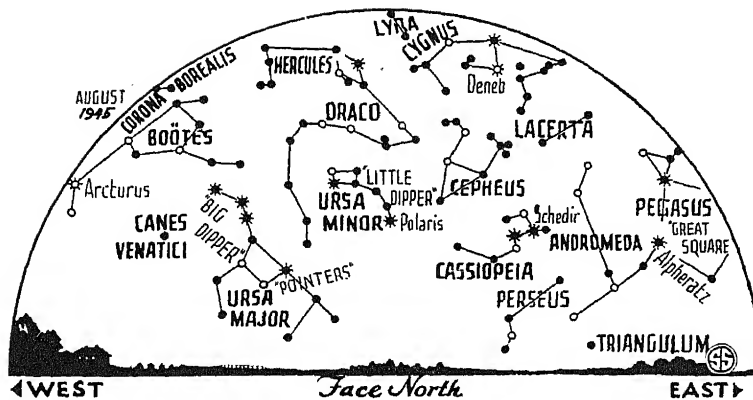 LYRA
CYGNUS
HERCULES
CORONA BOREALIS
AUGUST
1945
Deneb
DRACO
LACERTA
BOÖTES
Arcturus
"LITTLE
DIPPER"
URSA
MINOR
Polaris
CEPHEUS
PEGASUS
"GREAT
SQUARE"
"BIG
DIPPER"
CANES
VENATICI
Schedir
ANDROMEDA
Alpheratz
CASSIOPEIA
"POINTERS"
URSA
MAJOR
PERSEUS
TRIANGULUM
WEST
Face North
EAST